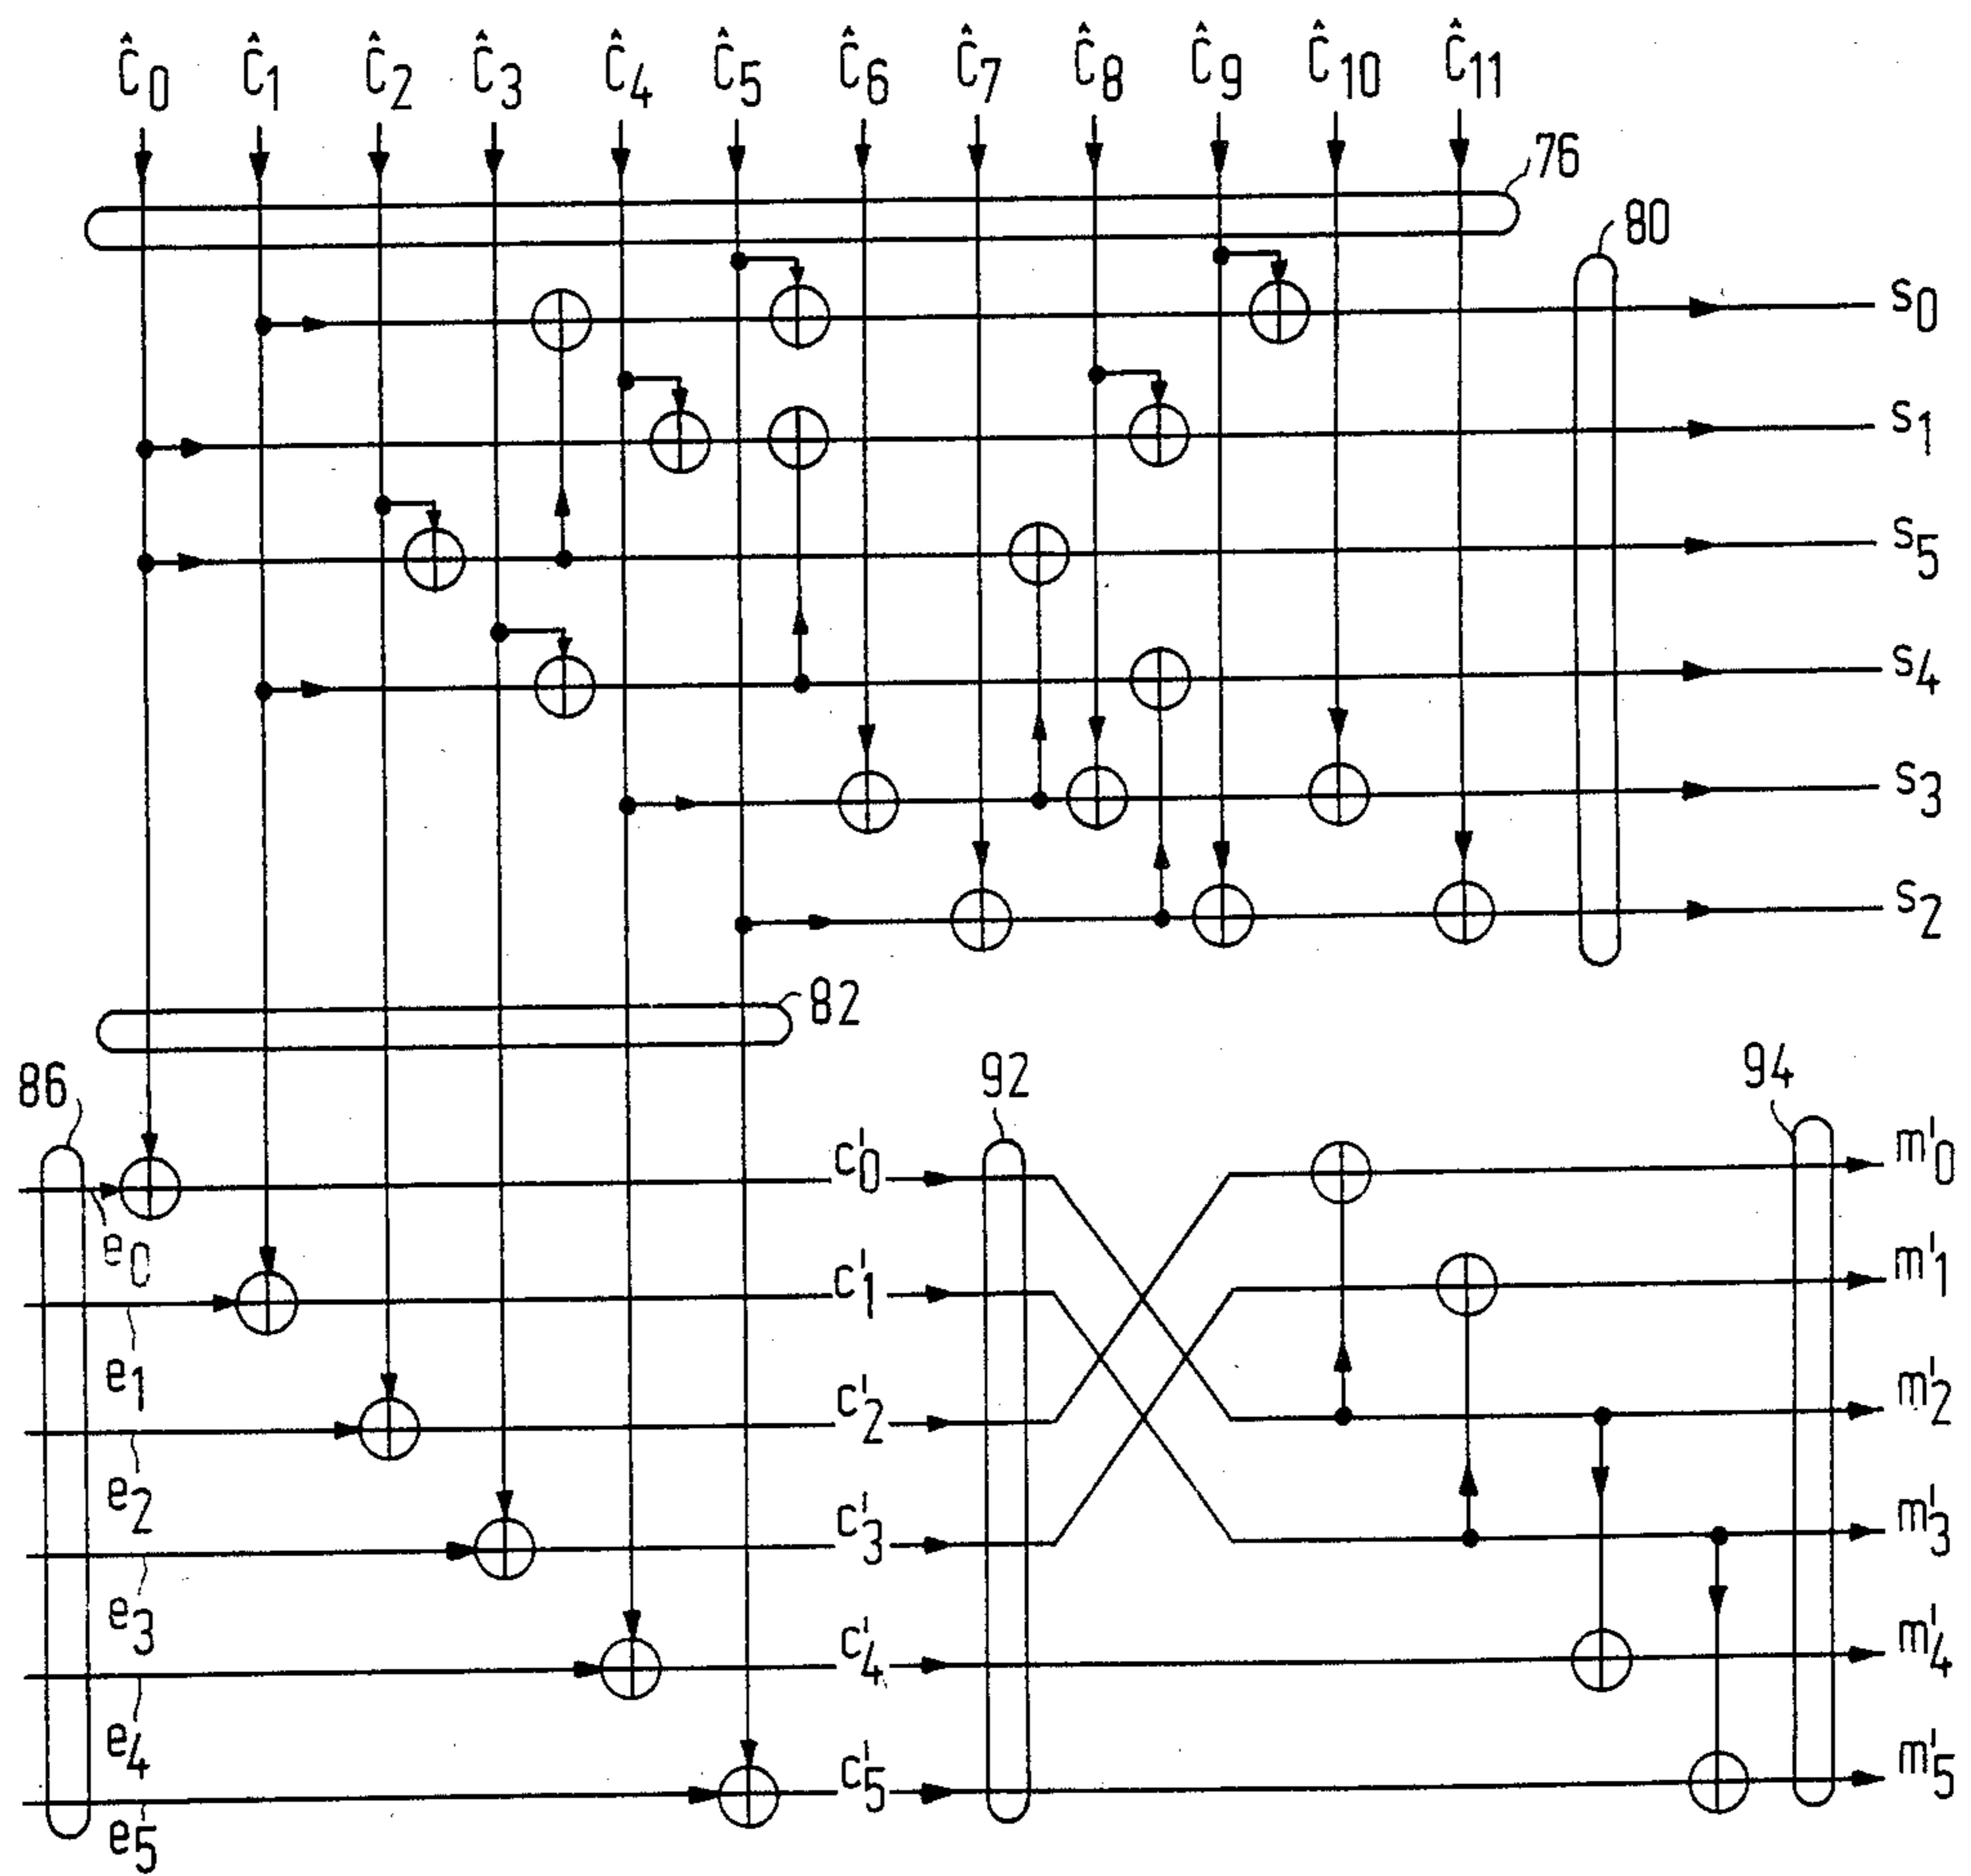 ĉ0 ĉ1 ĉ2 ĉ3 ĉ4 ĉ5 ĉ6 ĉ7 ĉ8 ĉ9 ĉ10 ĉ11
76
80
s0
s1
s5
s4
s3
s2
82
86
92
94
e0
e1
e2
e3
e4
e5
c'0
c'1
c'2
c'3
c'4
c'5
m'0
m'1
m'2
m'3
m'4
m'5